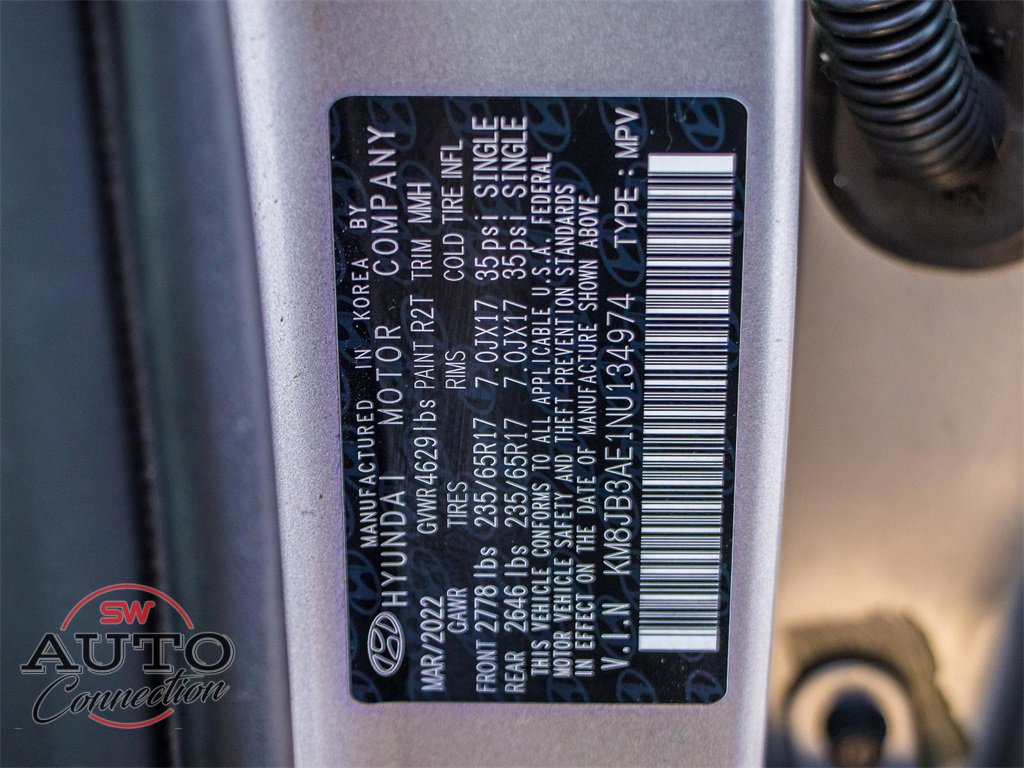 MANUFACTURED IN KOREA BY
HYUNDAI MOTOR COMPANY
MAR/2022 GVWR 4629 lbs PAINT R2T TRIM MMH
GAWR TIRES RIMS COLD TIRE INFL
FRONT 2778 lbs 235/65R17 7.0JX17 35psi SINGLE
REAR 2646 lbs 235/65R17 7.0JX17 35psi SINGLE
THIS VEHICLE CONFORMS TO ALL APPLICABLE U.S.A. FEDERAL
MOTOR VEHICLE SAFETY AND THEFT PREVENTION STANDARDS
IN EFFECT ON THE DATE OF MANUFACTURE SHOWN ABOVE
V.I.N KM8JB3AE1NU134974 TYPE : MPV
SW
AUTO
Connection